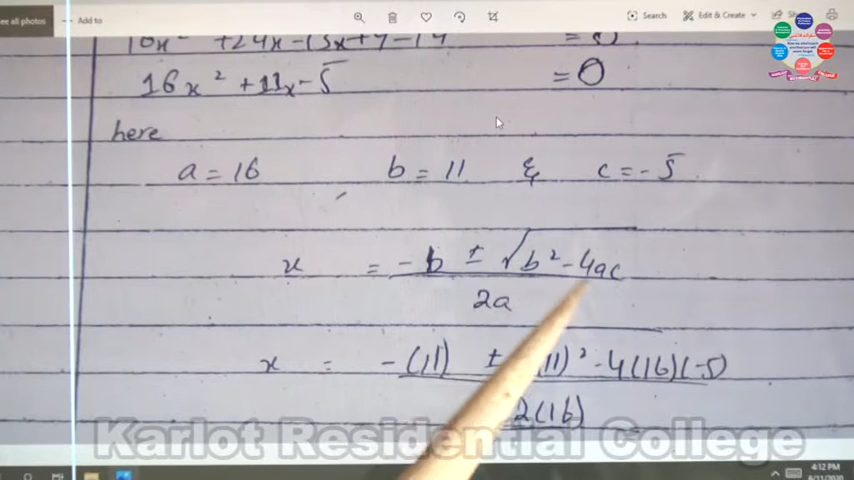 See all photos + Add to Search Edit & Create Share
16x² + 11x - 5 = 0
here
a = 16 b = 11 & c = -5
x = -b ± √b² - 4ac
2a
x = -(11) ± (11)² - 4(16)(-5)
2(16)
Karlot Residential College
4:12 PM